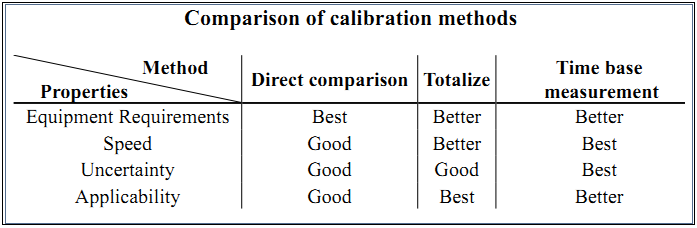 Comparison of calibration methods
Method
Properties
Direct comparison Totalize Time base
measurement
Equipment Requirements Best Better Better
Speed Good Better Best
Uncertainty Good Good Best
Applicability Good Best Better